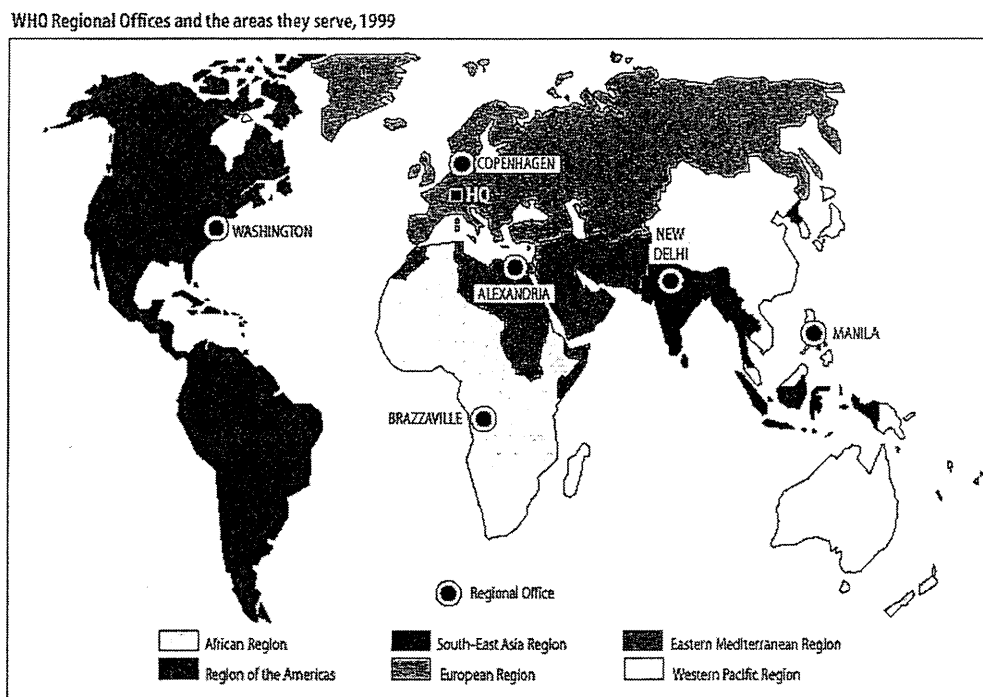 WHO Regional Offices and the areas they serve, 1999
COPENHAGEN
HQ
WASHINGTON
NEW
DELHI
ALEXANDRIA
MANILA
BRAZZAVILLE
Regional Office
African Region
South-East Asia Region
Eastern Mediterranean Region
Region of the Americas
European Region
Western Pacific Region